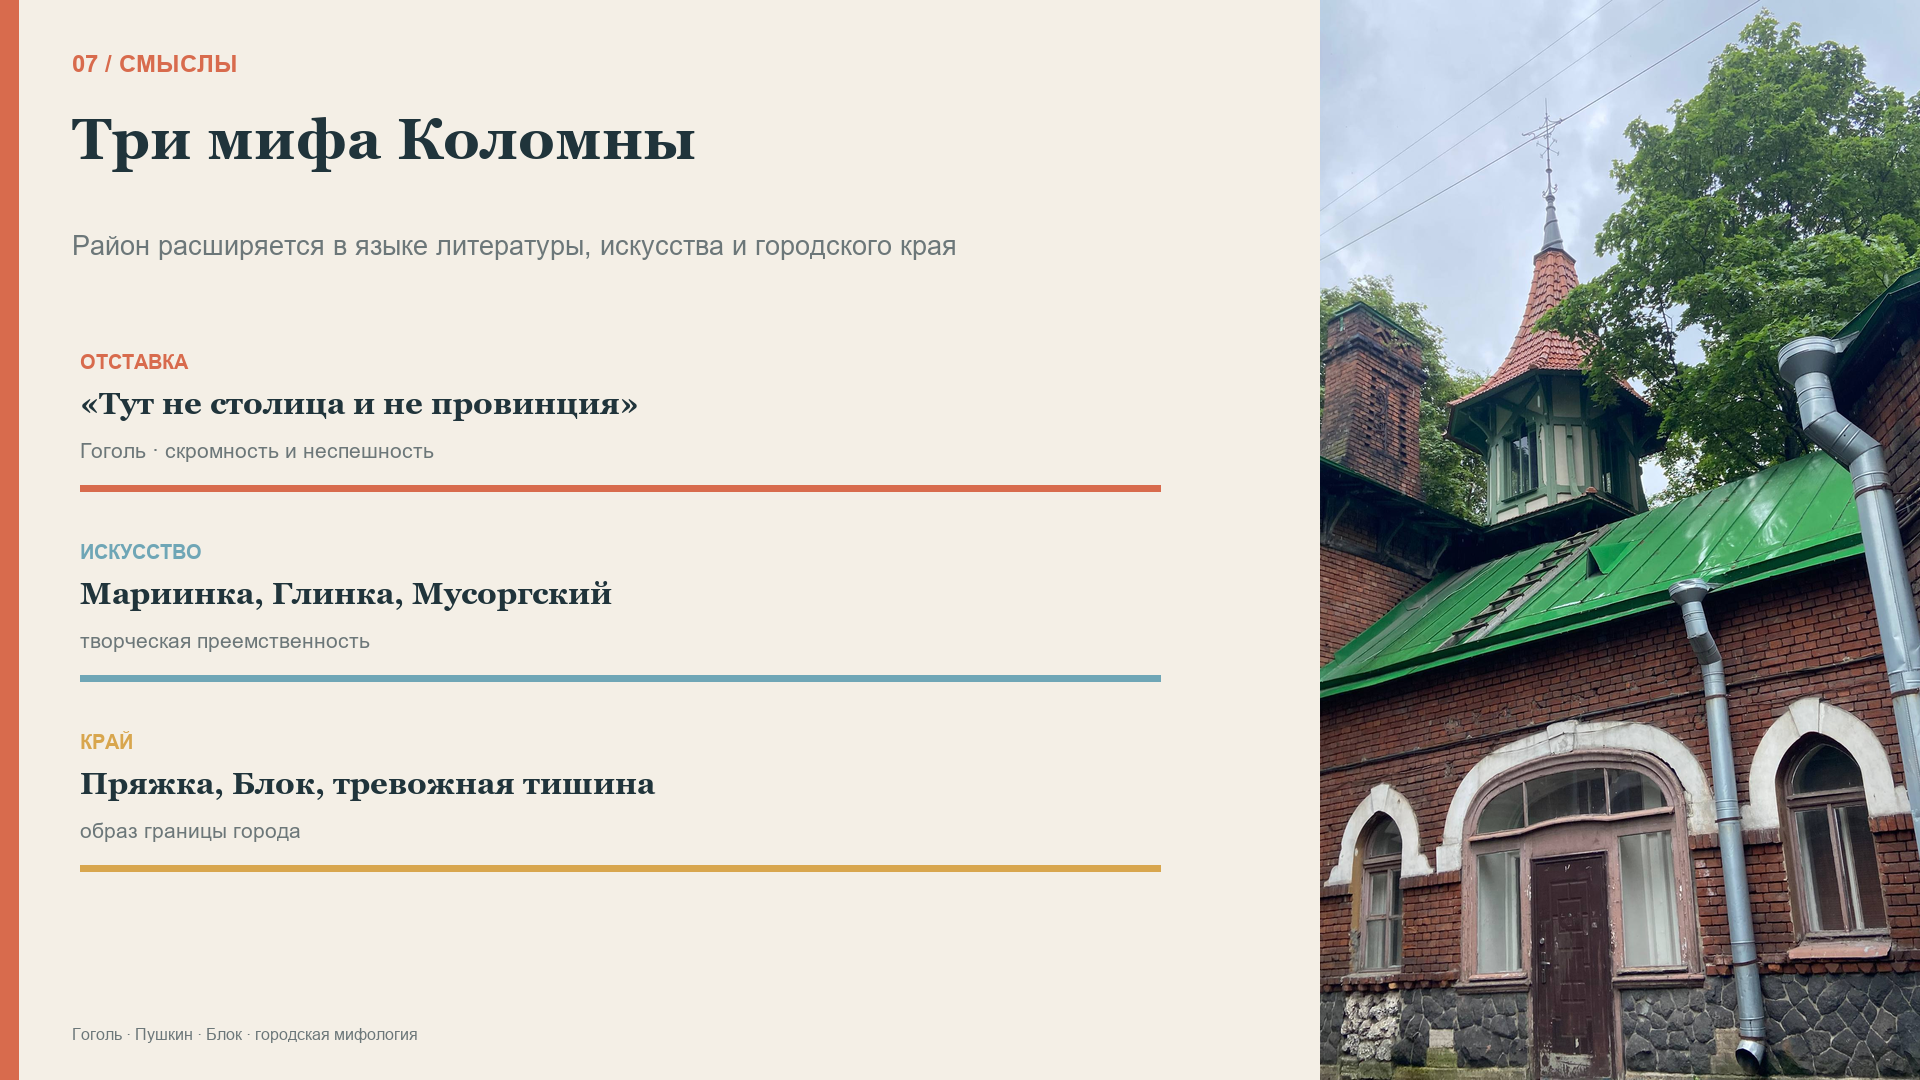 07 / СМЫСЛЫ
Три мифа Коломны
Район расширяется в языке литературы, искусства и городского края
ОТСТАВКА
«Тут не столица и не провинция»
Гоголь · скромность и неспешность
ИСКУССТВО
Мариинка, Глинка, Мусоргский
творческая преемственность
КРАЙ
Пряжка, Блок, тревожная тишина
образ границы города
Гоголь · Пушкин · Блок · городская мифология